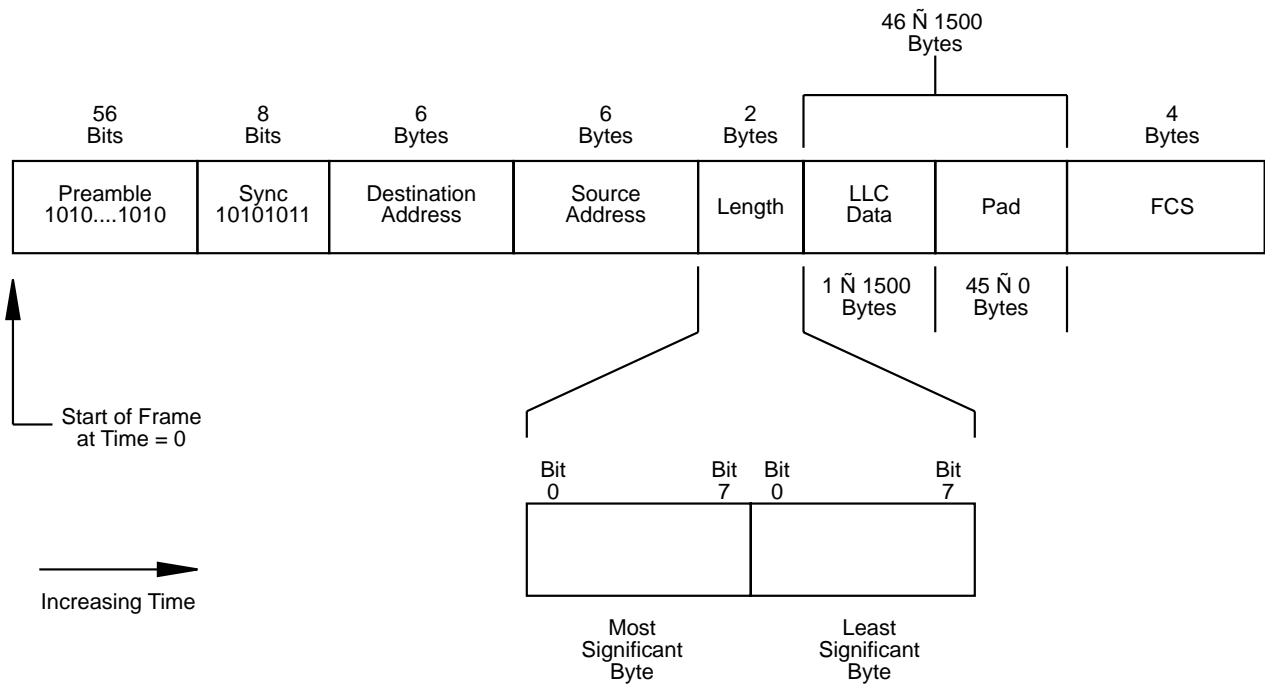 46 Ñ 1500
Bytes
56
Bits
8
Bits
6
Bytes
6
Bytes
2
Bytes
4
Bytes
Preamble
1010....1010
Sync
10101011
Destination
Address
Source
Address
Length
LLC
Data
Pad
FCS
1 Ñ 1500
Bytes
45 Ñ 0
Bytes
Start of Frame
at Time = 0
Bit
0
Bit
7
Bit
0
Bit
7
Increasing Time
Most
Significant
Byte
Least
Significant
Byte